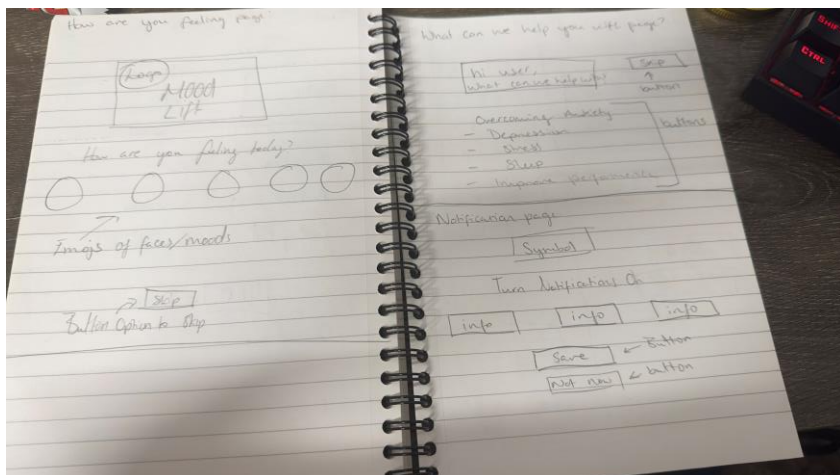 How are you feeling page?
Logo
Mood
Lift
How are you feeling today?
Emojis of faces/moods
Skip
Button Option to Skip
What can we help you with page?
Hi user,
What can we help with?
Skip
button
Overcoming Anxiety
- Depression
- Stress
- Sleep
- Improve performance
buttons
Notification page
Symbol
Turn Notifications On
info
info
info
Save
Button
Not now
button
SHIF
CTRL